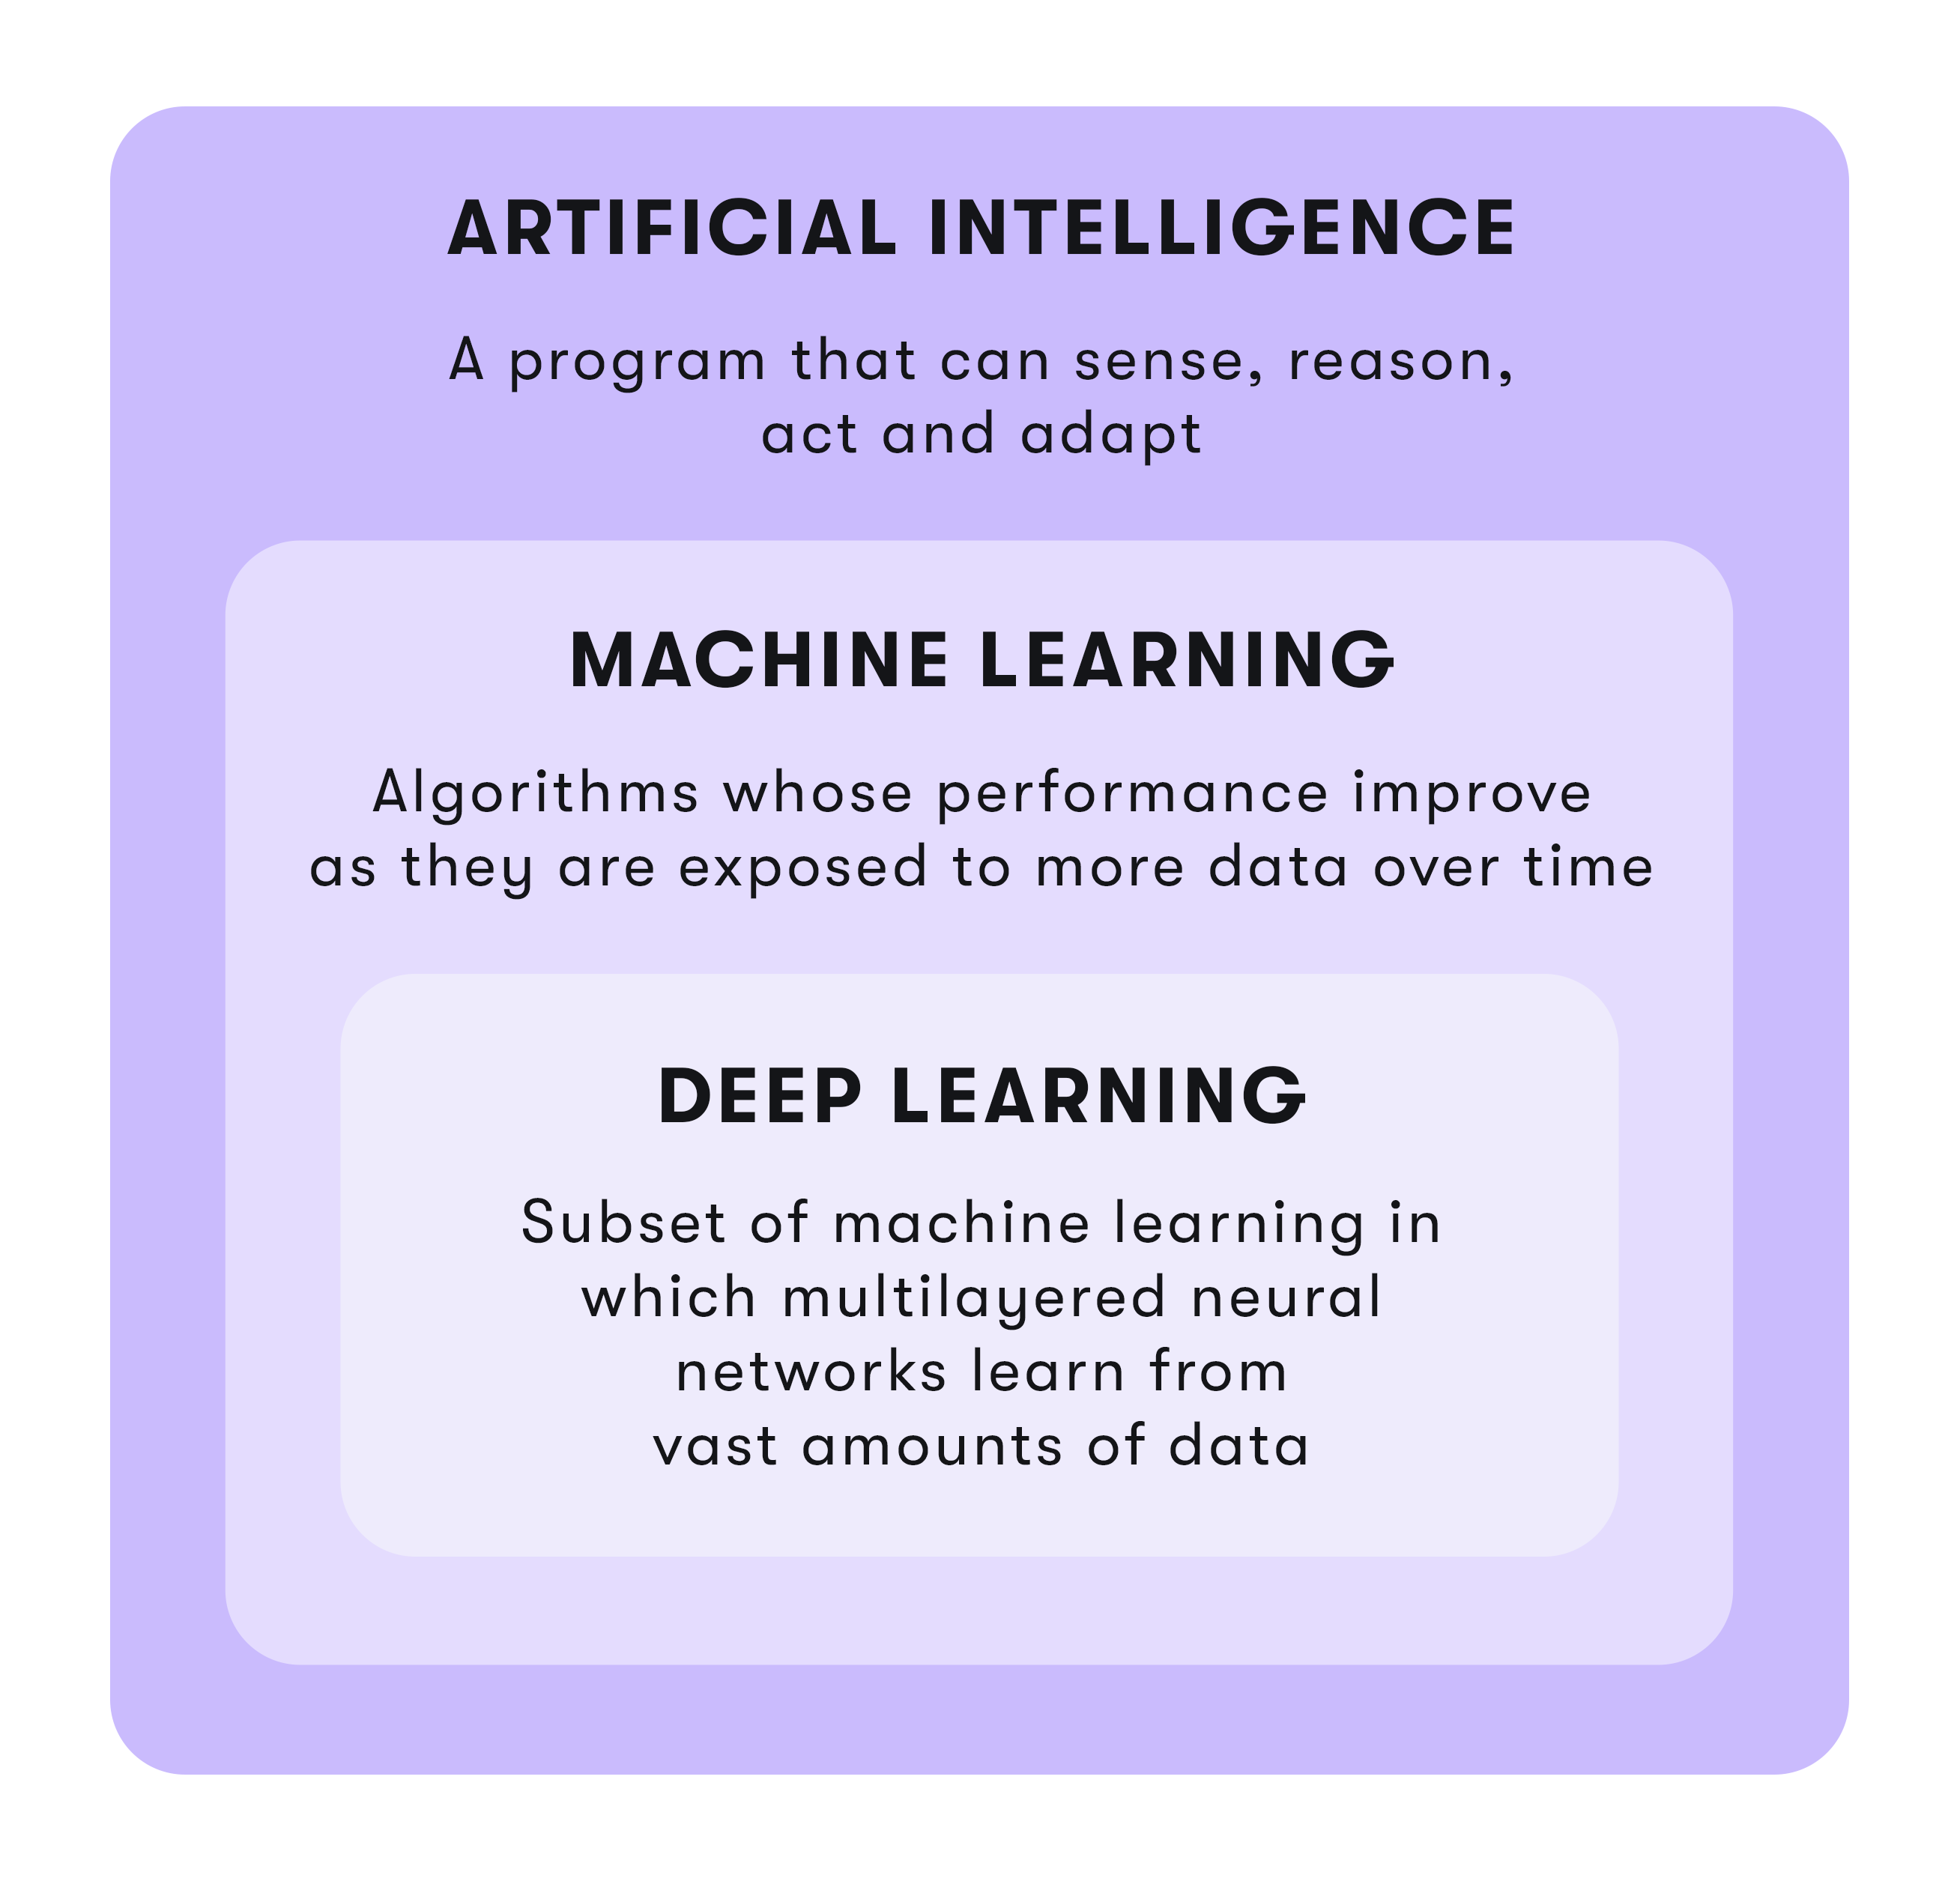 ARTIFICIAL INTELLIGENCE
A program that can sense, reason,
act and adapt
MACHINE LEARNING
Algorithms whose performance improve
as they are exposed to more data over time
DEEP LEARNING
Subset of machine learning in
which multilayered neural
networks learn from
vast amounts of data